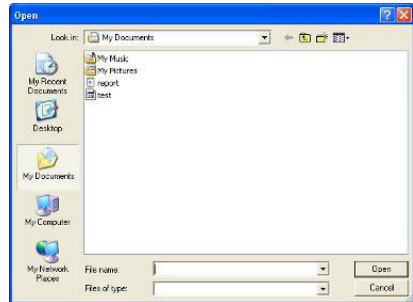 Open
Look in:
My Documents
My Music
My Pictures
report
test
My Recent
Documents
Desktop
My Documents
My Computer
My Network
Places
File name:
Open
Files of type:
Cancel